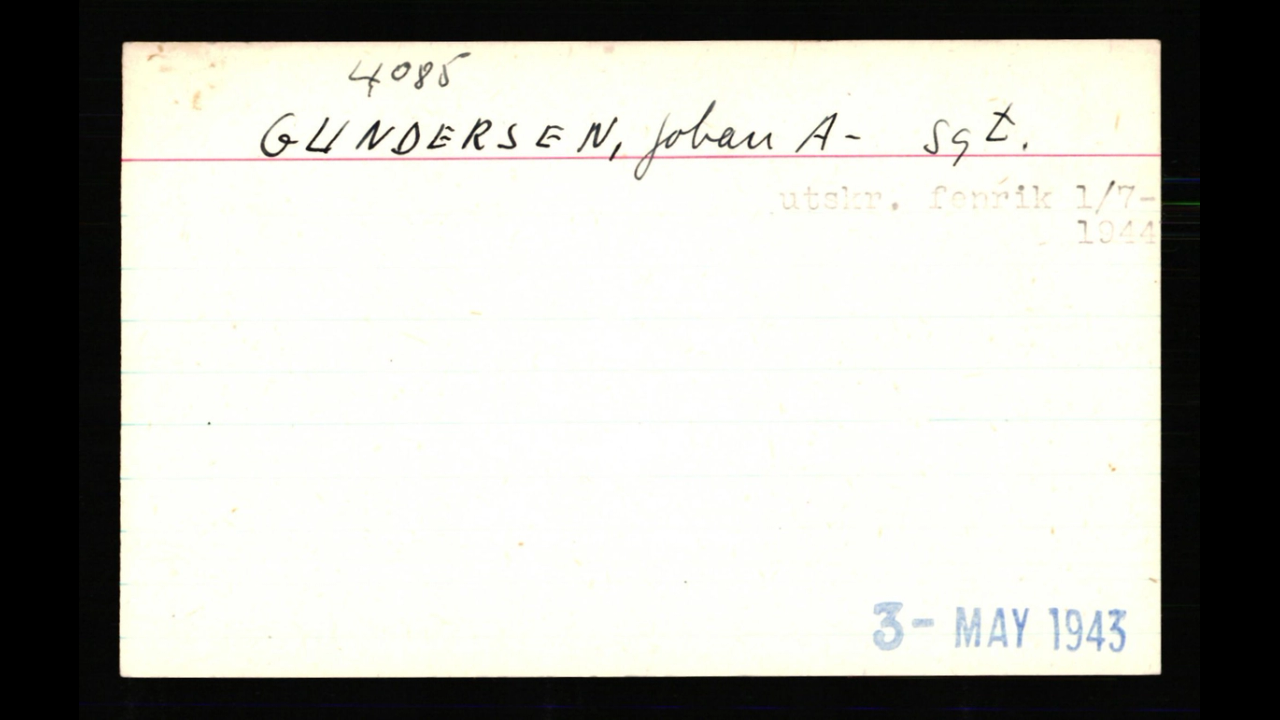 4085
GUNDERSEN, Johan A- Sgt.
utskr. fenrik 1/7-
1944
3- MAY 1943